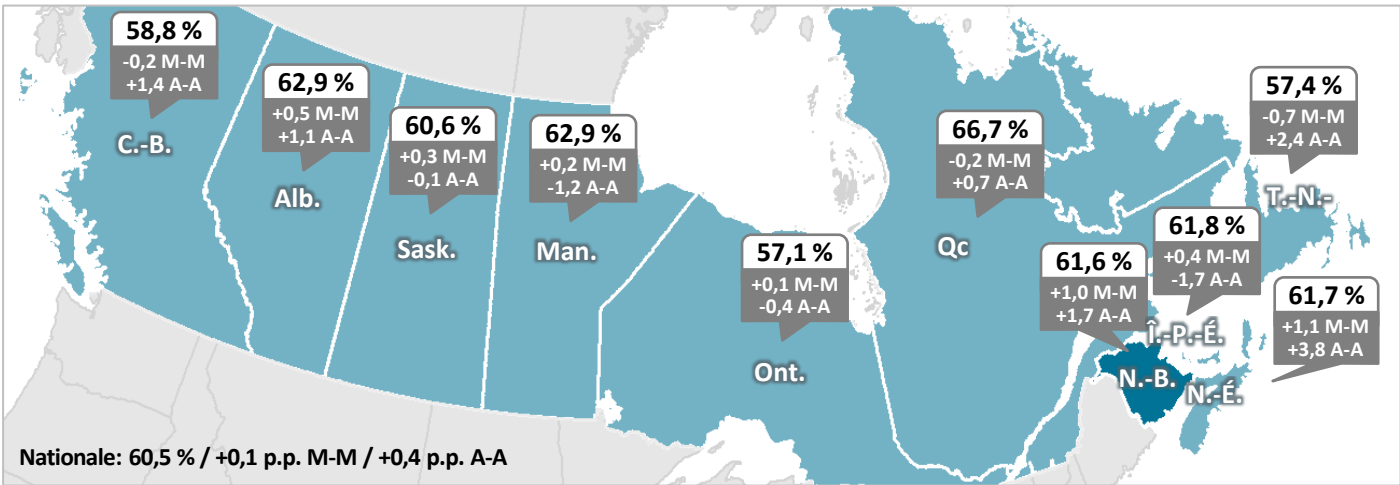 58,8 %
-0,2 M-M
+1,4 A-A
C.-B.
62,9 %
+0,5 M-M
+1,1 A-A
Alb.
60,6 %
+0,3 M-M
-0,1 A-A
Sask.
62,9 %
+0,2 M-M
-1,2 A-A
Man.
57,1 %
+0,1 M-M
-0,4 A-A
Ont.
66,7 %
-0,2 M-M
+0,7 A-A
Qc
57,4 %
-0,7 M-M
+2,4 A-A
T.-N.-
61,8 %
+0,4 M-M
-1,7 A-A
Î.-P.-É.
61,6 %
+1,0 M-M
+1,7 A-A
N.-B.
61,7 %
+1,1 M-M
+3,8 A-A
N.-É.
Nationale: 60,5 % / +0,1 p.p. M-M / +0,4 p.p. A-A